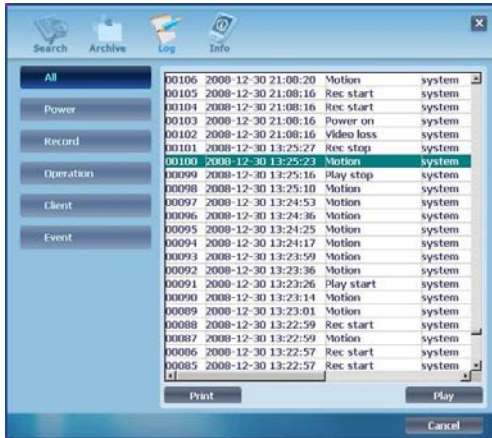 Search Archive Log Info
All
Power
Record
Operation
Client
Event
00106 2008-12-30 21:08:20 Motion system
00105 2008-12-30 21:08:16 Rec start system
00104 2008-12-30 21:08:16 Rec start system
00103 2008-12-30 21:08:16 Power on system
00102 2008-12-30 21:08:16 Video loss system
00101 2008-12-30 13:25:27 Rec stop system
00100 2008-12-30 13:25:23 Motion system
00099 2008-12-30 13:25:16 Play stop system
00098 2008-12-30 13:25:10 Motion system
00097 2008-12-30 13:24:53 Motion system
00096 2008-12-30 13:24:36 Motion system
00095 2008-12-30 13:24:25 Motion system
00094 2008-12-30 13:24:17 Motion system
00093 2008-12-30 13:23:59 Motion system
00092 2008-12-30 13:23:36 Motion system
00091 2008-12-30 13:23:26 Play start system
00090 2008-12-30 13:23:14 Motion system
00089 2008-12-30 13:23:01 Motion system
00088 2008-12-30 13:22:59 Rec start system
00087 2008-12-30 13:22:59 Motion system
00086 2008-12-30 13:22:57 Rec start system
00085 2008-12-30 13:22:57 Rec start system
Print Play
Cancel